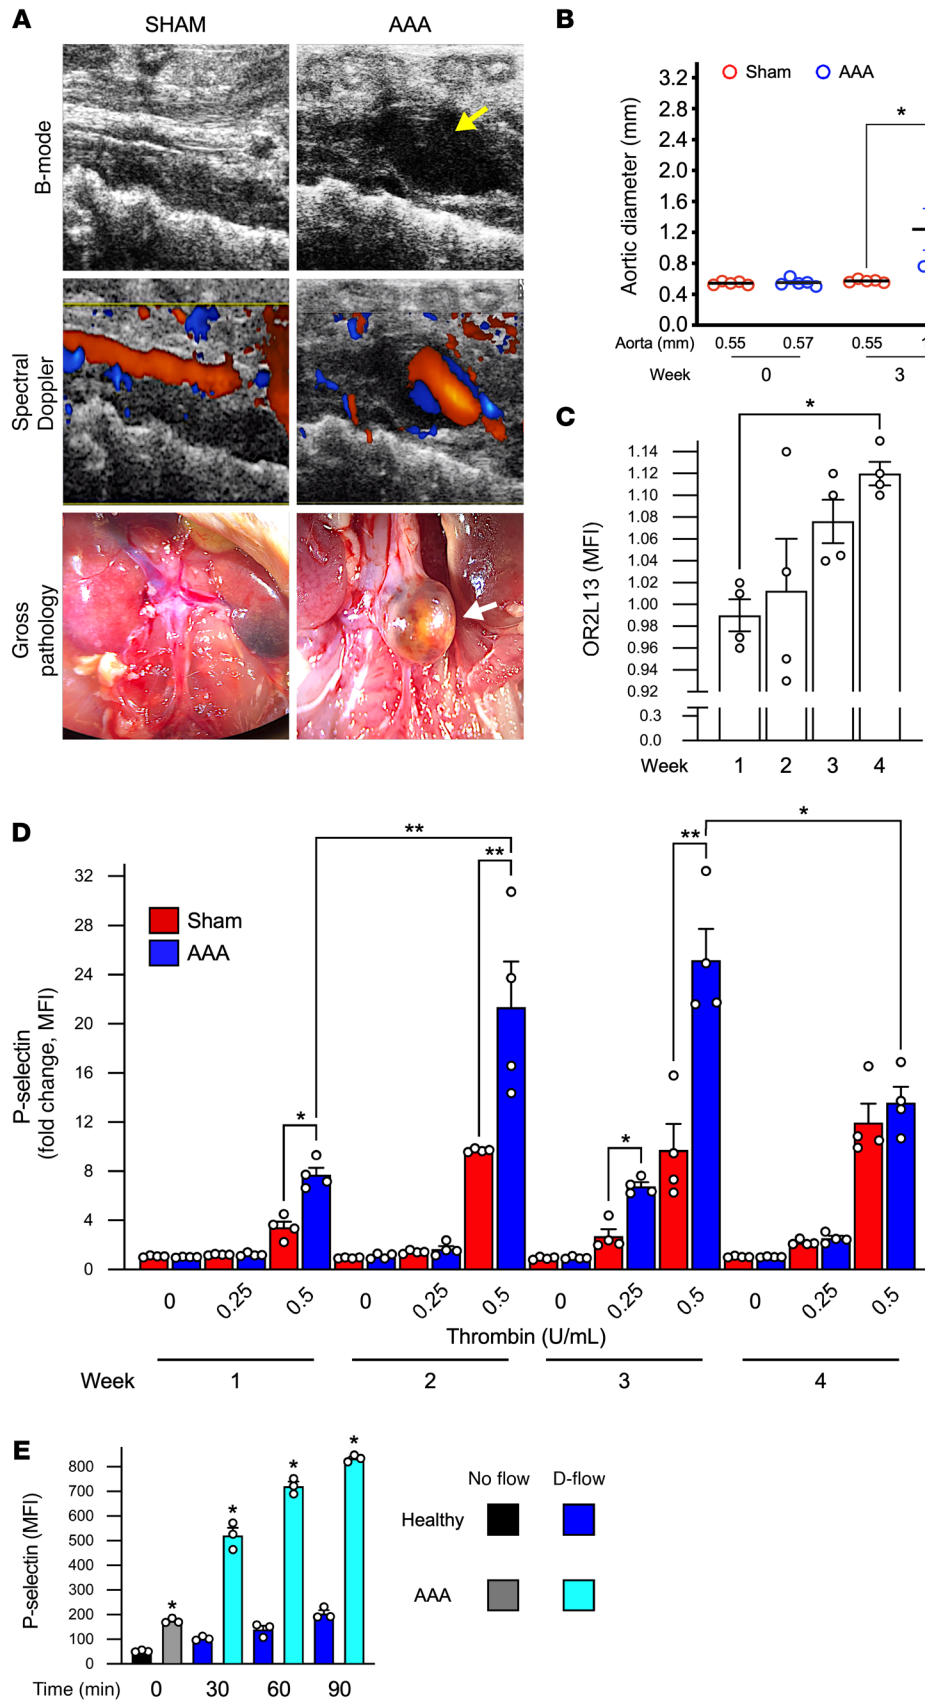 A
SHAM
AAA
B-mode
Spectral
Doppler
Gross
pathology
B
Sham
AAA
Aortic diameter (mm)
3.2
2.8
2.4
2.0
1.6
1.2
0.8
0.4
0.0
*
Aorta (mm)
0.55
0.57
0.55
1
Week
0
3
C
*
OR2L13 (MFI)
1.14
1.12
1.10
1.08
1.06
1.04
1.02
1.00
0.98
0.96
0.94
0.92
0.3
0.0
Week
1
2
3
4
D
P-selectin
(fold change, MFI)
32
28
24
20
16
12
8
4
0
Sham
AAA
*
**
**
*
**
*
0
0.25
0.5
0
0.25
0.5
0
0.25
0.5
0
0.25
0.5
Thrombin (U/mL)
Week
1
2
3
4
E
P-selectin (MFI)
800
700
600
500
400
300
200
100
0
*
*
*
*
Time (min)
0
30
60
90
No flow
D-flow
Healthy
AAA